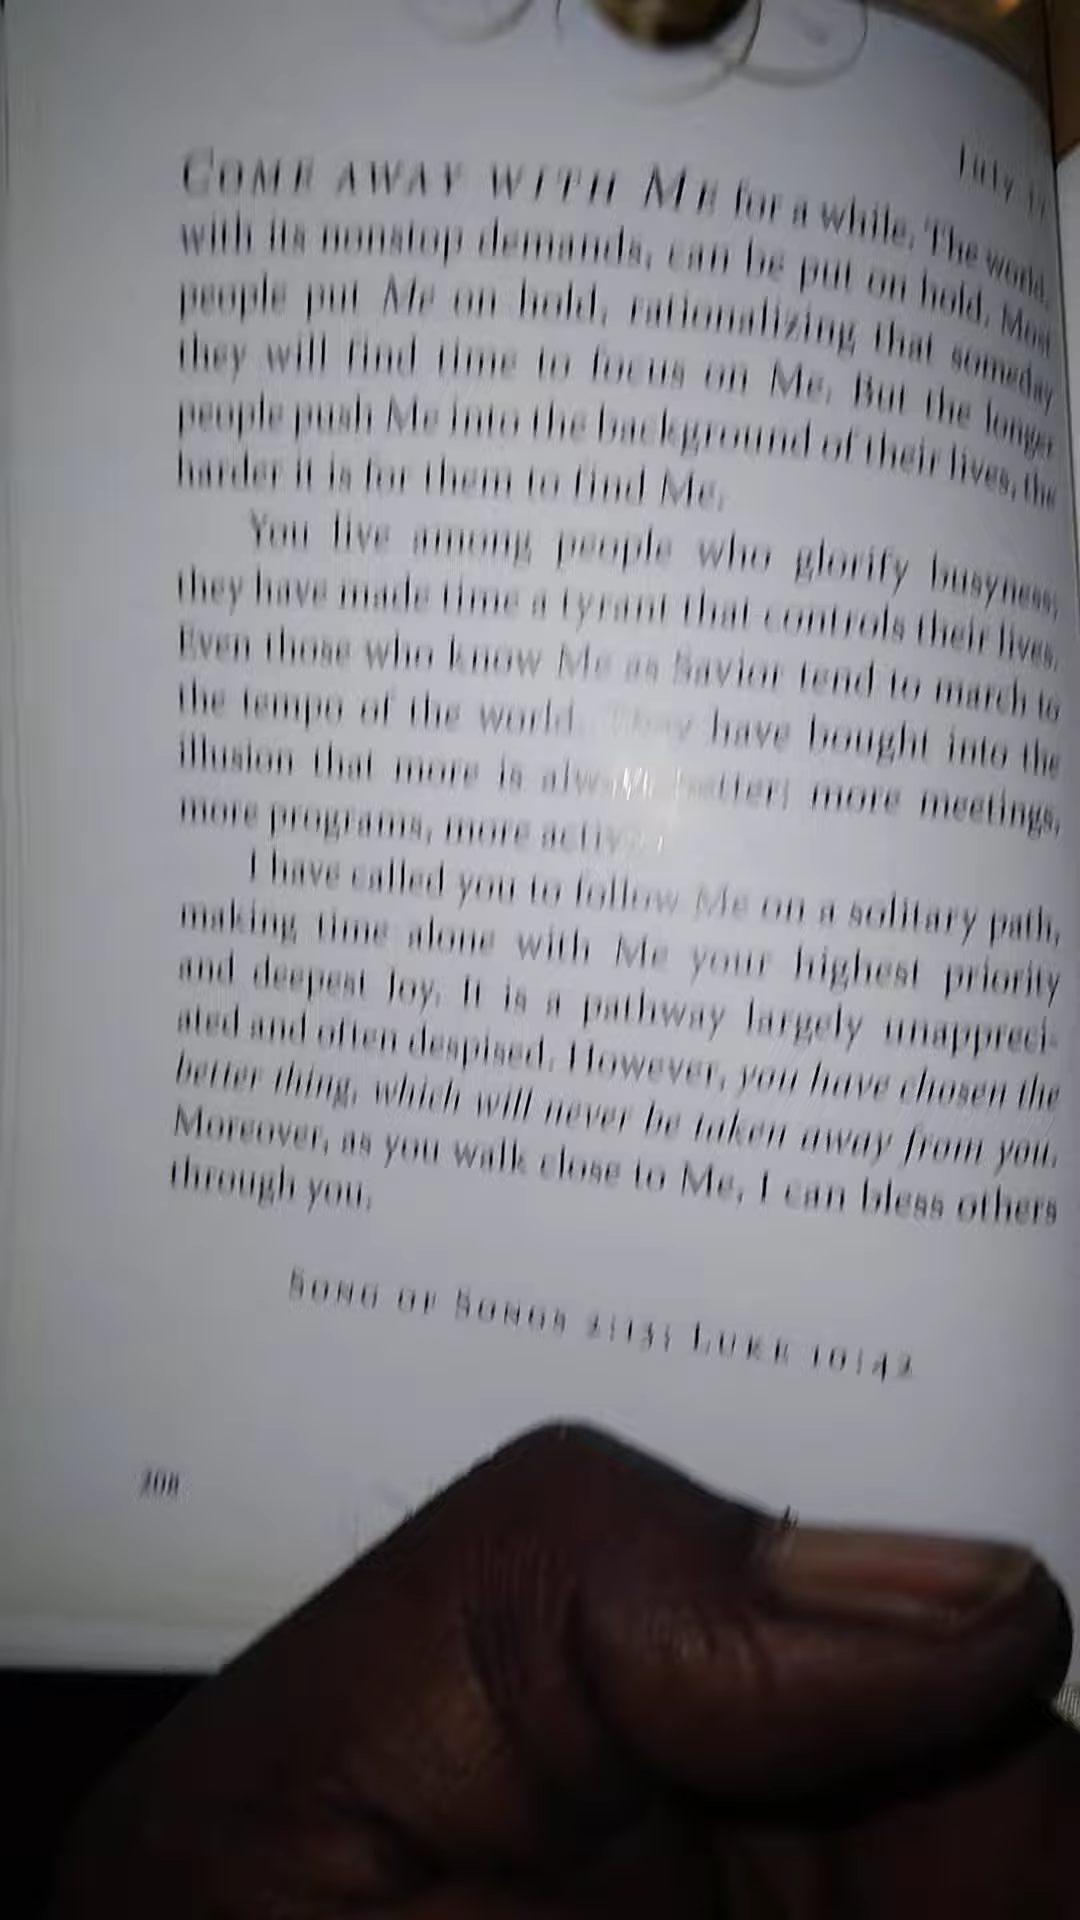 July
COME AWAY WITH ME for a while. The world,
with its nonstop demands, can be put on hold. Most
people put Me on hold, rationalizing that someday
they will find time to focus on Me. But the longer
people push Me into the background of their lives, the
harder it is for them to find Me.
You live among people who glorify busyness;
they have made time a tyrant that controls their lives.
Even those who know Me as Savior tend to march to
the tempo of the world. They have bought into the
illusion that more is always better: more meetings,
more programs, more
I have called you to follow Me on a solitary path,
making time alone with Me your highest priority
and deepest Joy. It is a pathway largely unappreci-
ated and often despised. However, you have chosen the
better thing, which will never be taken away from you.
Moreover, as you walk close to Me, I can bless others
through you.
SONG OF SONGS 2:13; LUKE 10:42
208